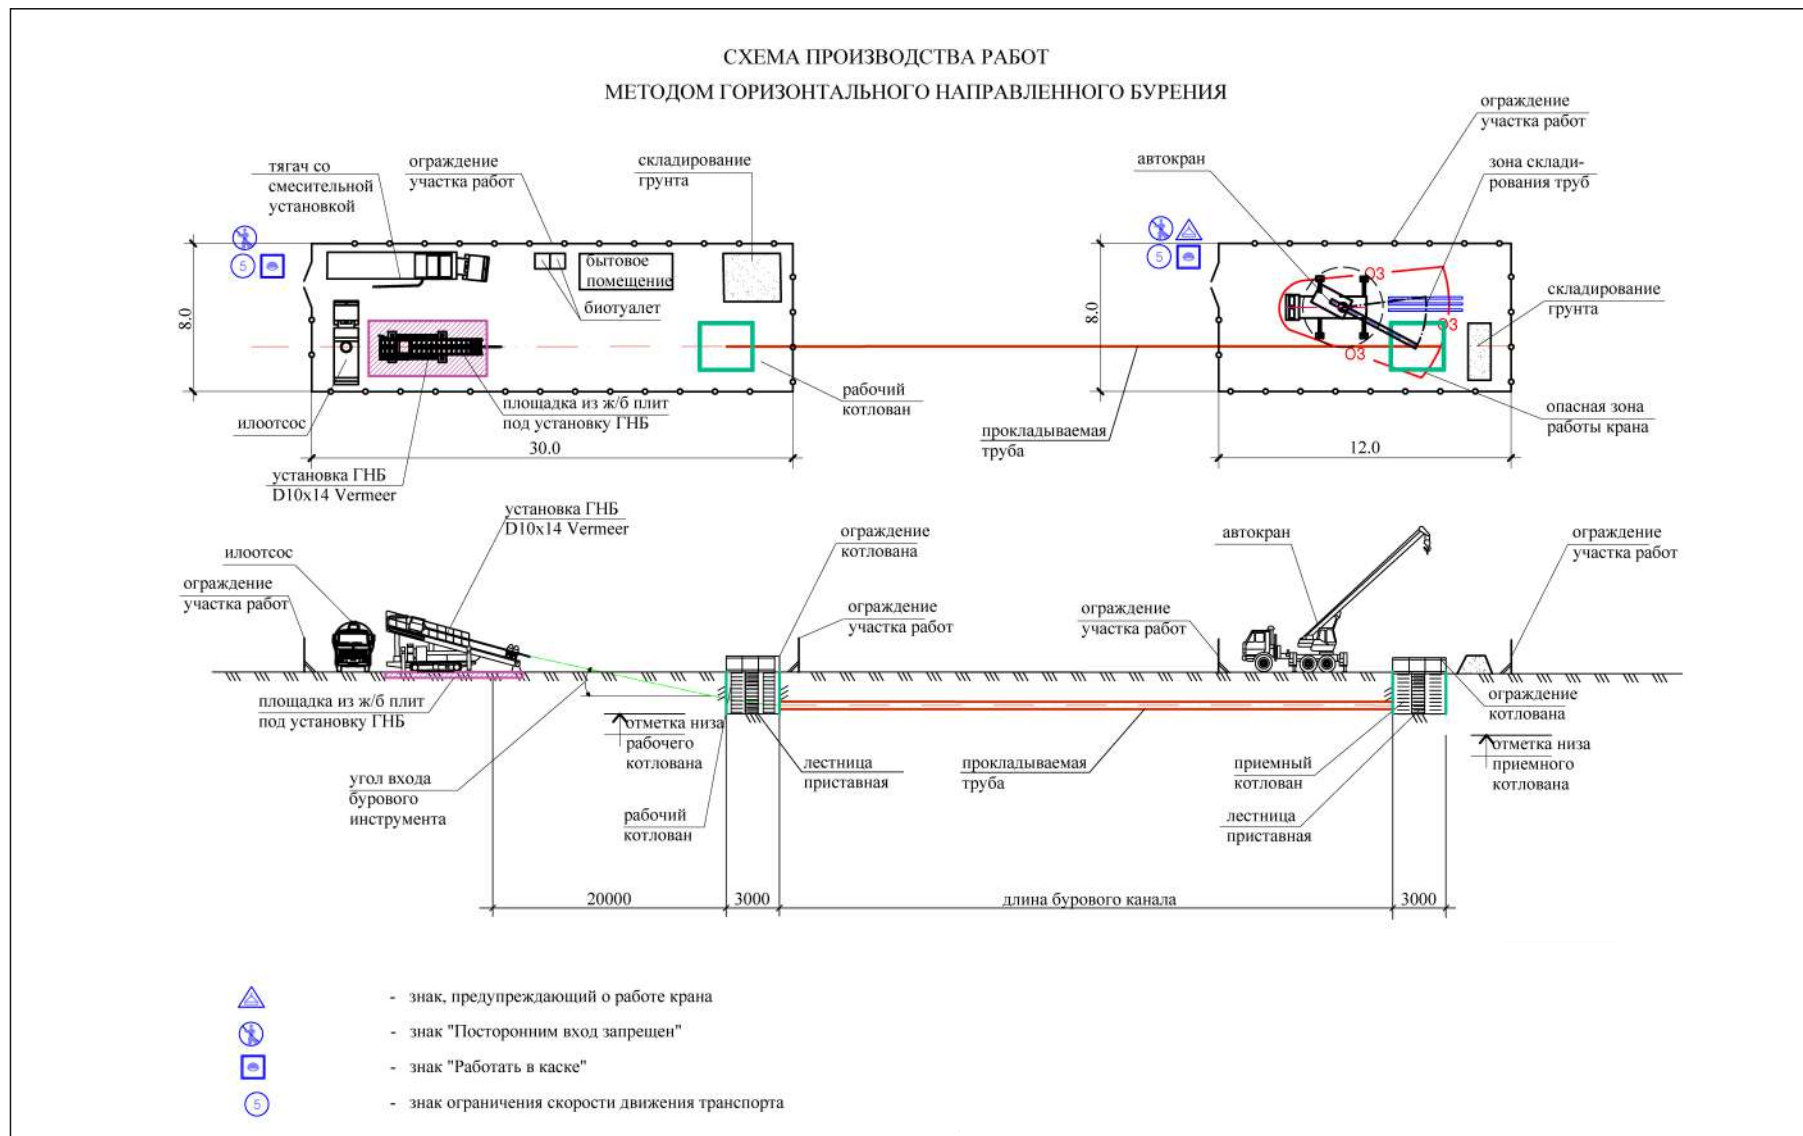 СХЕМА ПРОИЗВОДСТВА РАБОТ
МЕТОДОМ ГОРИЗОНТАЛЬНОГО НАПРАВЛЕННОГО БУРЕНИЯ
тягач со
смесительной
установкой
ограждение
участка работ
складирование
грунта
автокран
ограждение
участка работ
зона склади-
рования труб
5
бытовое
помещение
биотуалет
8.0
илоотсос
площадка из ж/б плит
под установку ГНБ
рабочий
котлован
30.0
установка ГНБ
D10x14 Vermeer
прокладываемая
труба
5
8.0
ОЗ
ОЗ
ОЗ
складирование
грунта
опасная зона
работы крана
12.0
установка ГНБ
D10x14 Vermeer
илоотсос
ограждение
участка работ
ограждение
котлована
ограждение
участка работ
автокран
ограждение
участка работ
ограждение
участка работ
площадка из ж/б плит
под установку ГНБ
отметка низа
рабочего
котлована
угол входа
бурового
инструмента
рабочий
котлован
лестница
приставная
прокладываемая
труба
приемный
котлован
лестница
приставная
ограждение
котлована
отметка низа
приемного
котлована
20000
3000
длина бурового канала
3000
- знак, предупреждающий о работе крана
- знак "Посторонним вход запрещен"
- знак "Работать в каске"
5 - знак ограничения скорости движения транспорта